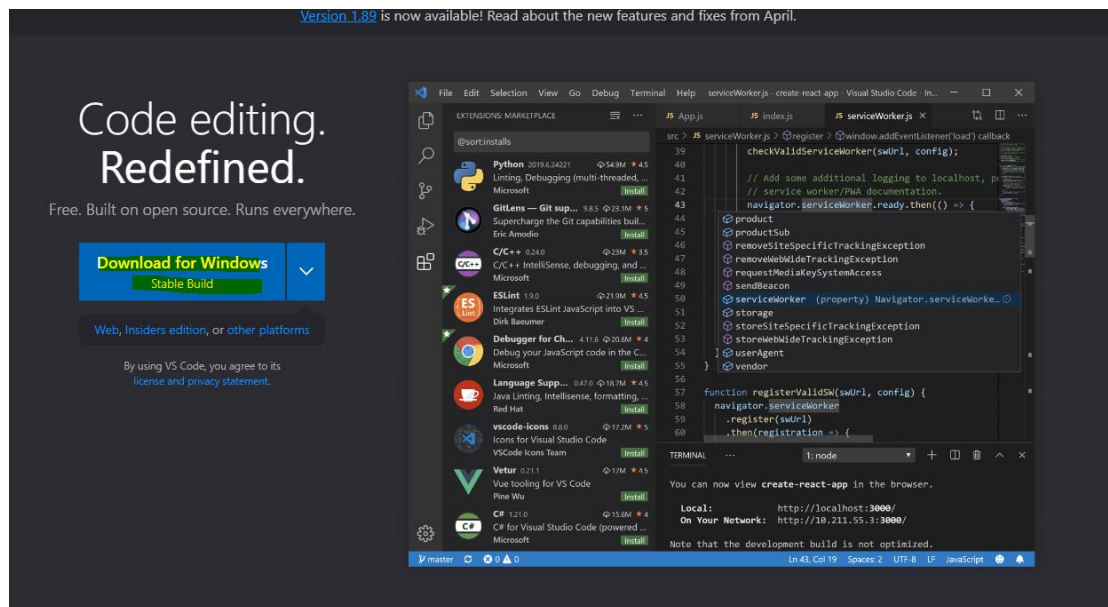 Version 1.89 is now available! Read about the new features and fixes from April.
Code editing.
Redefined.
Free. Built on open source. Runs everywhere.
Download for Windows
Stable Build
Web, Insiders edition, or other platforms
By using VS Code, you agree to its
license and privacy statement.
File Edit Selection View Go Debug Terminal Help serviceWorker.js - create-react-app - Visual Studio Code - In...
EXTENSIONS: MARKETPLACE
@sort:installs
Python 2019.6.24221 54.9M ★ 4.5
Linting, Debugging (multi-threaded, ...
Microsoft Install
GitLens — Git sup... 9.8.5 23.1M ★ 5
Supercharge the Git capabilities buil...
Eric Amodio Install
C/C++ 0.24.0 23M ★ 3.5
C/C++ IntelliSense, debugging, and ...
Microsoft Install
ESLint 1.9.0 21.9M ★ 4.5
Integrates ESLint JavaScript into VS ...
Dirk Baeumer Install
Debugger for Ch... 4.11.6 20.6M ★ 4
Debug your JavaScript code in the C...
Microsoft Install
Language Supp... 0.47.0 18.7M ★ 4.5
Java Linting, Intellisense, formatting, ...
Red Hat Install
vscode-icons 8.8.0 17.2M ★ 5
Icons for Visual Studio Code
VSCode Icons Team Install
Vetur 0.21.1 17M ★ 4.5
Vue tooling for VS Code
Pine Wu Install
C# 1.21.0 15.6M ★ 4
C# for Visual Studio Code (powered ...
Microsoft Install
C/C++
ES
Lint
C#
JS App.js JS index.js JS serviceWorker.js ×
src > JS serviceWorker.js > register > window.addEventListener('load') callback
39 checkValidServiceWorker(swUrl, config);
40
41 // Add some additional logging to localhost, p
42 // service worker/PWA documentation.
43 navigator.serviceWorker.ready.then(() => {
44 product
45 productSub
46 removeSiteSpecificTrackingException
47 removeWebWideTrackingException
48 requestMediaKeySystemAccess
49 sendBeacon
50 serviceWorker (property) Navigator.serviceWorke...
51 storage
52 storeSiteSpecificTrackingException
53 storeWebWideTrackingException
54 } userAgent
55 } vendor
56
57 function registerValidSW(swUrl, config) {
58 navigator.serviceWorker
59 .register(swUrl)
60 .then(registration => {
TERMINAL ... 1: node
You can now view create-react-app in the browser.
Local: http://localhost:3000/
On Your Network: http://10.211.55.3:3000/
Note that the development build is not optimized.
master 0 0 Ln 43, Col 19 Spaces: 2 UTF-8 LF JavaScript